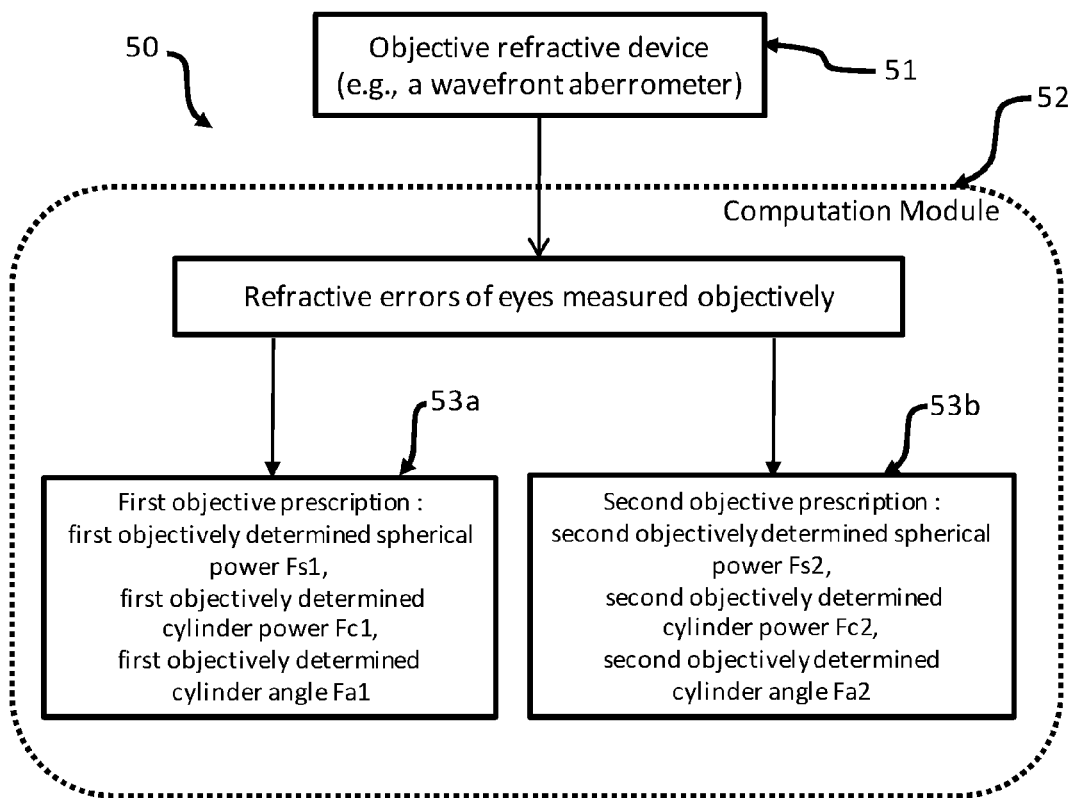 50
Objective refractive device
(e.g., a wavefront aberrometer)
51
52
Computation Module
Refractive errors of eyes measured objectively
53a
53b
First objective prescription :
first objectively determined spherical
power Fs1,
first objectively determined
cylinder power Fc1,
first objectively determined
cylinder angle Fa1
Second objective prescription :
second objectively determined spherical
power Fs2,
second objectively determined
cylinder power Fc2,
second objectively determined
cylinder angle Fa2